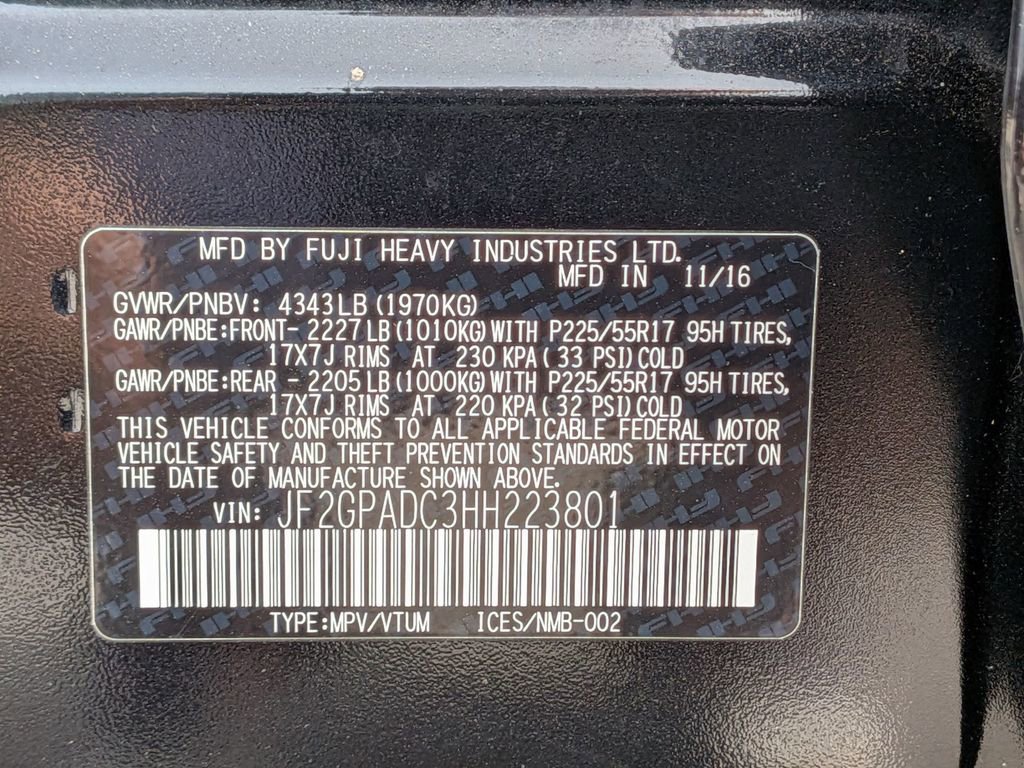 MFD BY FUJI HEAVY INDUSTRIES LTD.
MFD IN 11/16
GVWR/PNBV: 4343LB (1970KG)
GAWR/PNBE:FRONT- 2227LB(1010KG)WITH P225/55R17 95H TIRES,
17X7J RIMS AT 230 KPA( 33 PSI)COLD
GAWR/PNBE:REAR - 2205LB(1000KG)WITH P225/55R17 95H TIRES,
17X7J RIMS AT 220 KPA( 32 PSI)COLD
THIS VEHICLE CONFORMS TO ALL APPLICABLE FEDERAL MOTOR
VEHICLE SAFETY AND THEFT PREVENTION STANDARDS IN EFFECT ON
THE DATE OF MANUFACTURE SHOWN ABOVE.
VIN: JF2GPADC3HH223801
TYPE:MPV/VTUM ICES/NMB-002